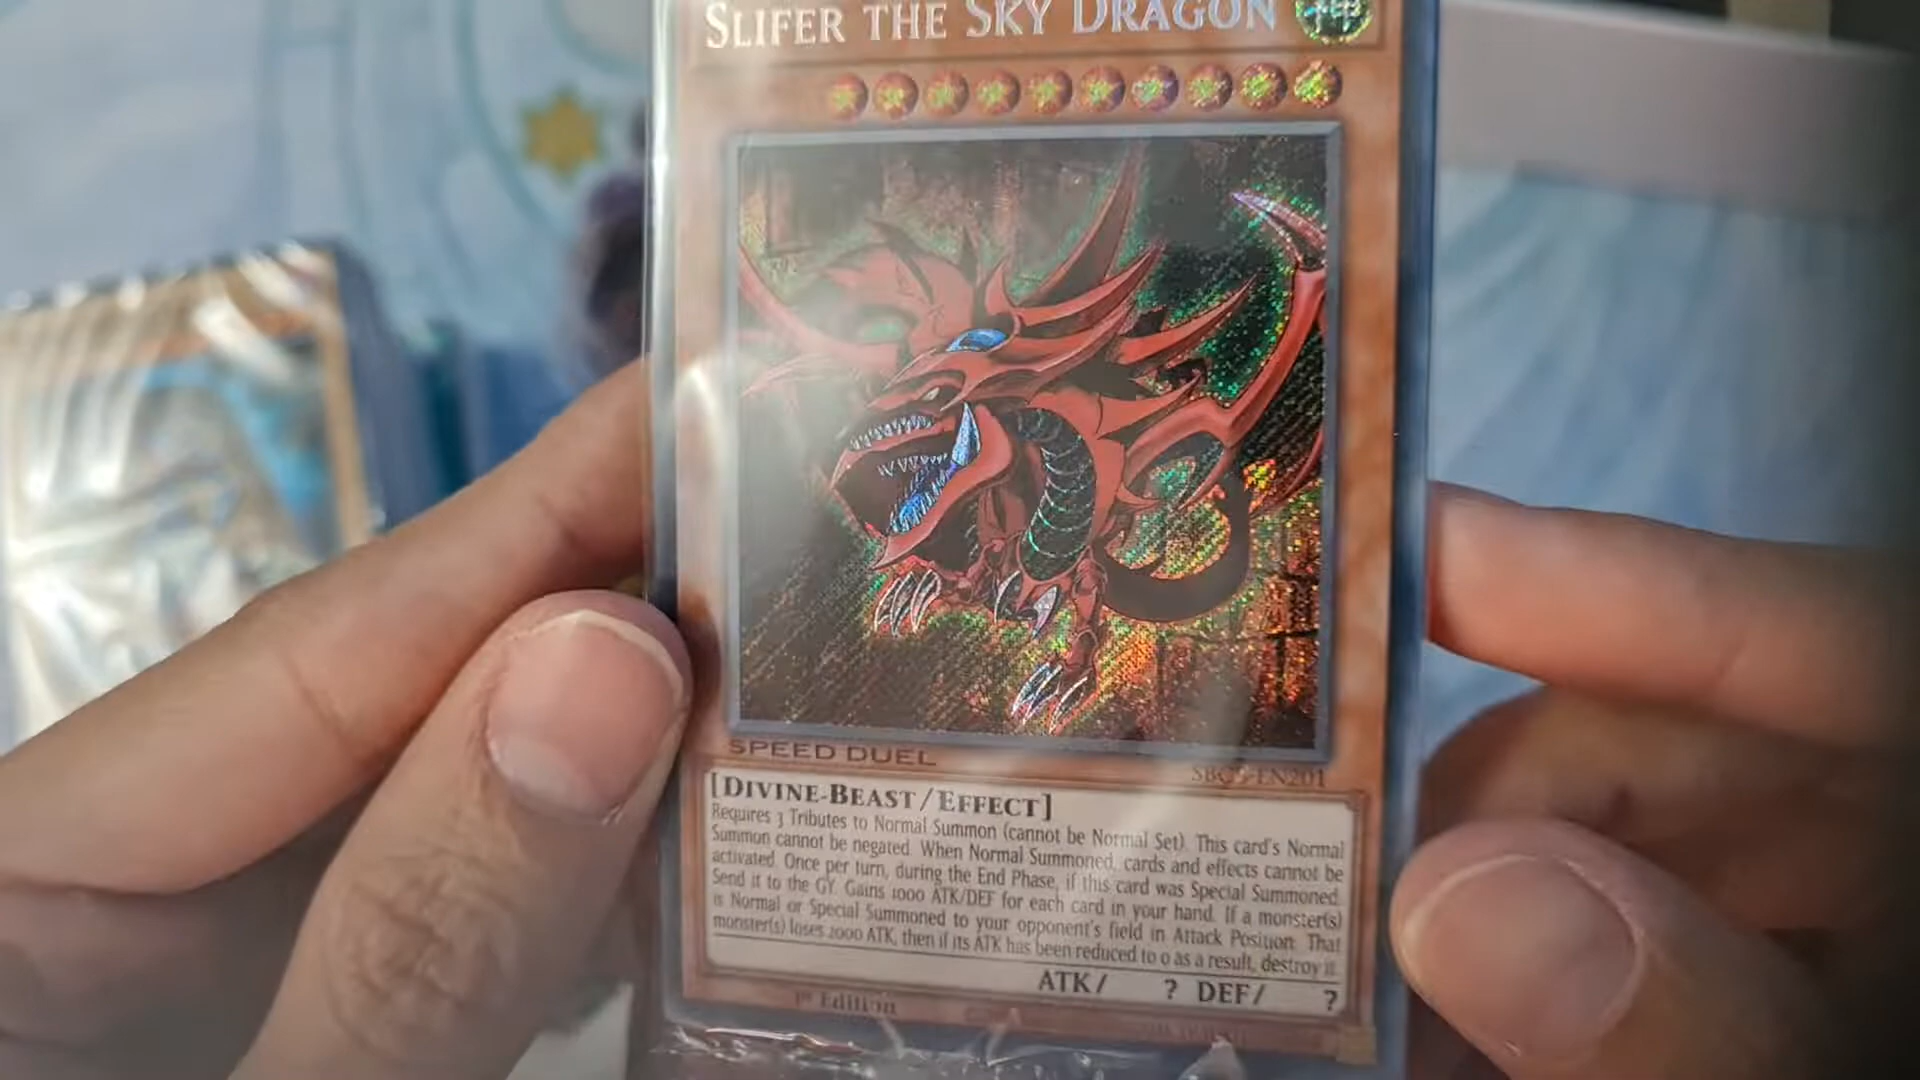 SLIFER THE SKY DRAGON
SPEED DUEL
SBC5-EN201
[DIVINE-BEAST/EFFECT]
Requires 3 Tributes to Normal Summon (cannot be Normal Set). This card's Normal
Summon cannot be negated. When Normal Summoned, cards and effects cannot be
activated. Once per turn, during the End Phase, if this card was Special Summoned:
Send it to the GY. Gains 1000 ATK/DEF for each card in your hand. If a monster(s)
is Normal or Special Summoned to your opponent's field in Attack Position: That
monster(s) loses 2000 ATK, then if its ATK has been reduced to 0 as a result, destroy it.
ATK/ ? DEF/ ?
1st Edition